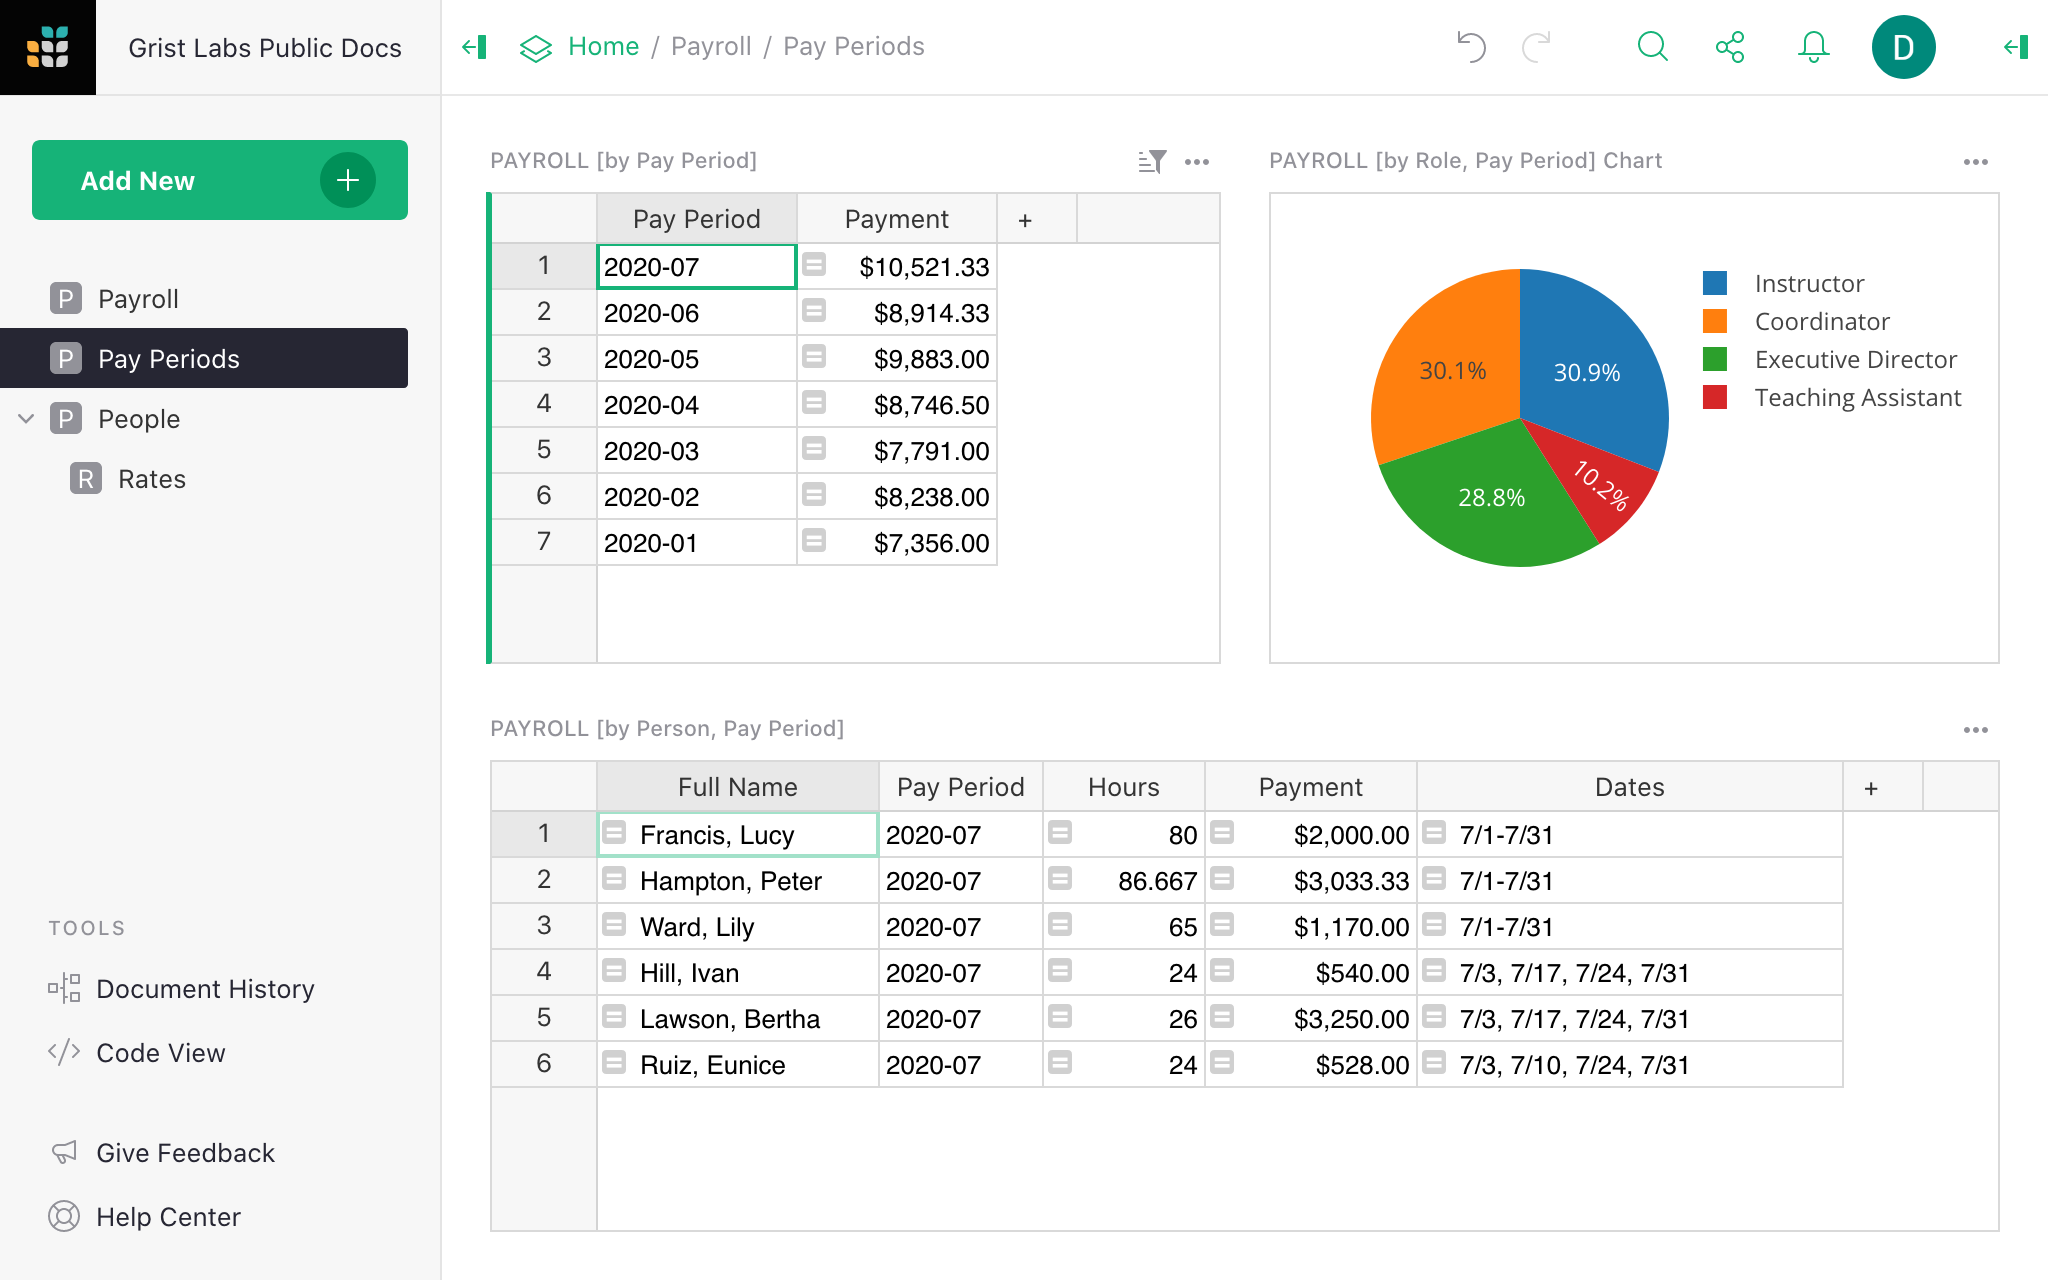 Grist Labs Public Docs
Home / Payroll / Pay Periods
D
Add New +
P Payroll
P Pay Periods
P People
R Rates
TOOLS
Document History
Code View
Give Feedback
Help Center
PAYROLL [by Pay Period]
Pay Period Payment +
1 2020-07 = $10,521.33
2 2020-06 = $8,914.33
3 2020-05 = $9,883.00
4 2020-04 = $8,746.50
5 2020-03 = $7,791.00
6 2020-02 = $8,238.00
7 2020-01 = $7,356.00
PAYROLL [by Role, Pay Period] Chart
30.1%
30.9%
28.8%
10.2%
Instructor
Coordinator
Executive Director
Teaching Assistant
PAYROLL [by Person, Pay Period]
Full Name Pay Period Hours Payment Dates +
1 = Francis, Lucy 2020-07 = 80 = $2,000.00 = 7/1-7/31
2 = Hampton, Peter 2020-07 = 86.667 = $3,033.33 = 7/1-7/31
3 = Ward, Lily 2020-07 = 65 = $1,170.00 = 7/1-7/31
4 = Hill, Ivan 2020-07 = 24 = $540.00 = 7/3, 7/17, 7/24, 7/31
5 = Lawson, Bertha 2020-07 = 26 = $3,250.00 = 7/3, 7/17, 7/24, 7/31
6 = Ruiz, Eunice 2020-07 = 24 = $528.00 = 7/3, 7/10, 7/24, 7/31